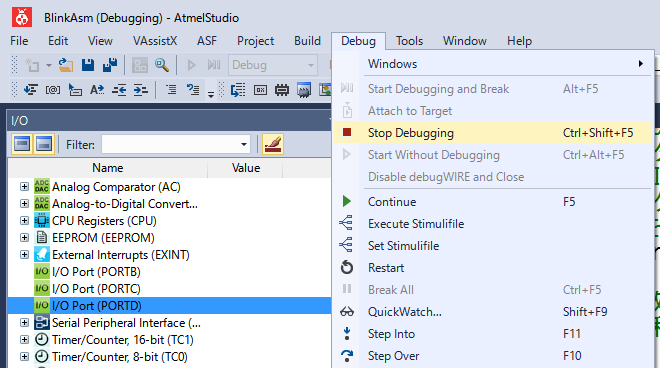 BlinkAsm (Debugging) - AtmelStudio
File Edit View VAssistX ASF Project Build Debug Tools Window Help
Debug
I/O
Filter:
Name Value
Analog Comparator (AC)
Analog-to-Digital Convert...
CPU Registers (CPU)
EEPROM (EEPROM)
External Interrupts (EXINT)
I/O Port (PORTB)
I/O Port (PORTC)
I/O Port (PORTD)
Serial Peripheral Interface (...
Timer/Counter, 16-bit (TC1)
Timer/Counter, 8-bit (TC0)
Windows
Start Debugging and Break Alt+F5
Attach to Target
Stop Debugging Ctrl+Shift+F5
Start Without Debugging Ctrl+Alt+F5
Disable debugWIRE and Close
Continue F5
Execute Stimulifile
Set Stimulifile
Restart
Break All Ctrl+F5
QuickWatch... Shift+F9
Step Into F11
Step Over F10